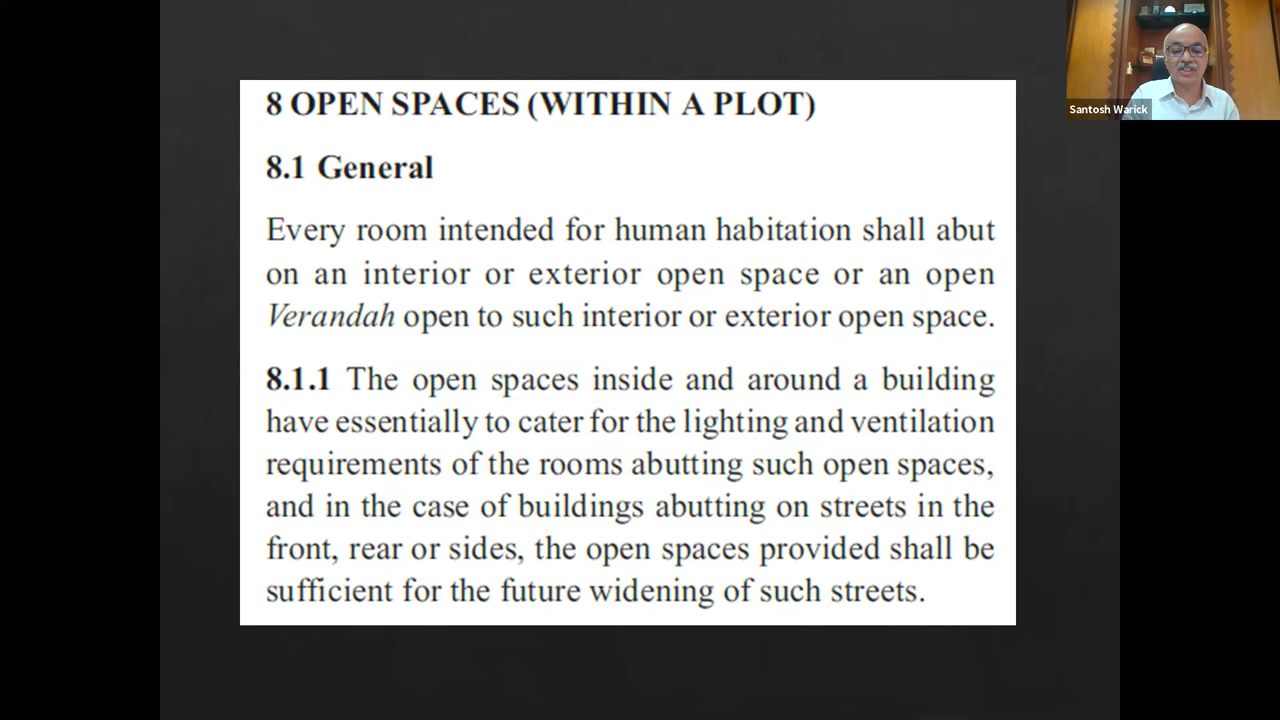 8 OPEN SPACES (WITHIN A PLOT)
8.1 General
Every room intended for human habitation shall abut
on an interior or exterior open space or an open
Verandah open to such interior or exterior open space.
8.1.1 The open spaces inside and around a building
have essentially to cater for the lighting and ventilation
requirements of the rooms abutting such open spaces,
and in the case of buildings abutting on streets in the
front, rear or sides, the open spaces provided shall be
sufficient for the future widening of such streets.
Santosh Warick